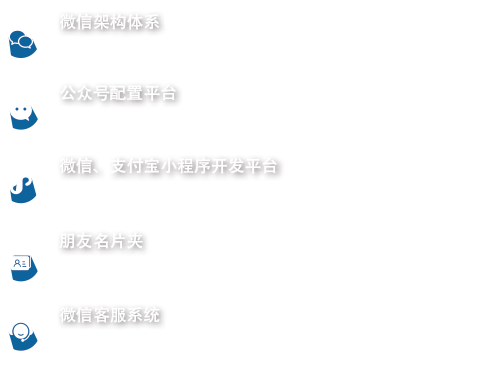 微信架构体系
公众号配置平台
微信、支付宝小程序开发平台
朋友名片夹
微信客服系统